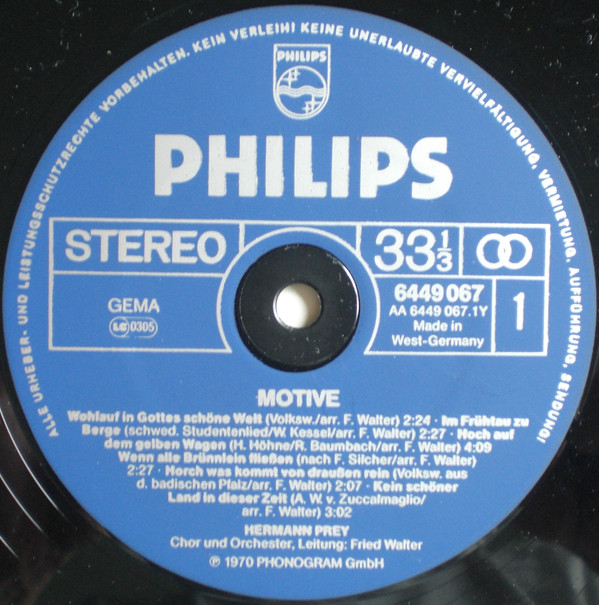 ALLE URHEBER- UND LEISTUNGSSCHUTZRECHTE VORBEHALTEN. KEIN VERLEIH! KEINE UNERLAUBTE VERVIELFÄLTIGUNG, VERMIETUNG, AUFFÜHRUNG, SENDUNG!
PHILIPS
PHILIPS
STEREO
33 1/3
GEMA
LC 0305
6449 067
AA 6449 067.1Y
Made in
West-Germany
1
MOTIVE
Wohlauf in Gottes schöne Welt (Volksw./arr. F. Walter) 2:24 · Im Frühtau zu
Berge (schwed. Studentenlied/W. Kessel/arr. F. Walter) 2:27 · Hoch auf
dem gelben Wagen (H. Höhne/R. Baumbach/arr. F. Walter) 4:09
Wenn alle Brünnlein fließen (nach F. Silcher/arr. F. Walter)
2:27 · Horch was kommt von draußen rein (Volksw. aus
d. badischen Pfalz/arr. F. Walter) 2:07 · Kein schöner
Land in dieser Zeit (A. W. v. Zuccalmaglio/
arr. F. Walter) 3:02
HERMANN PREY
Chor und Orchester, Leitung: Fried Walter
℗ 1970 PHONOGRAM GmbH